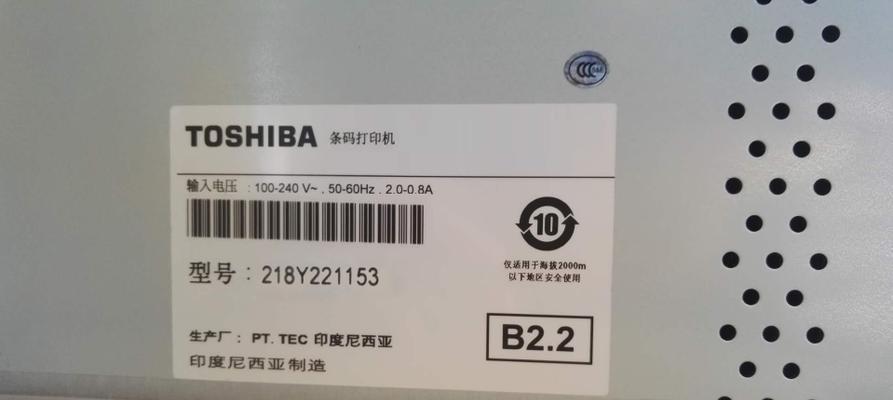 TOSHIBA 条码打印机
输入电压 : 100-240 V~ , 50-60Hz . 2.0-0.8A
10
型号 : 218Y221153
仅适用于海拔2000m
以下地区安全使用
生产厂 : PT. TEC 印度尼西亚
B2.2
印度尼西亚制造